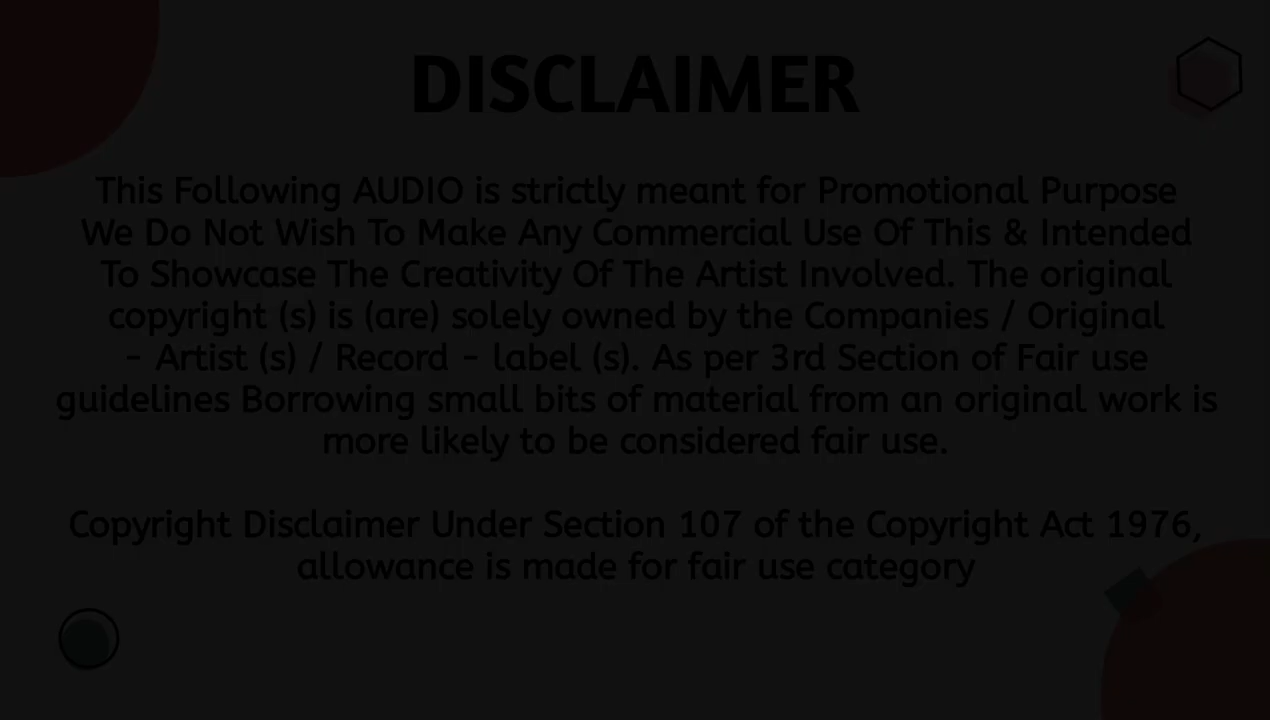 DISCLAIMER
This Following AUDIO is strictly meant for Promotional Purpose
We Do Not Wish To Make Any Commercial Use Of This & Intended
To Showcase The Creativity Of The Artist Involved. The original
copyright (s) is (are) solely owned by the Companies / Original
- Artist (s) / Record - label (s). As per 3rd Section of Fair use
guidelines Borrowing small bits of material from an original work is
more likely to be considered fair use.
Copyright Disclaimer Under Section 107 of the Copyright Act 1976,
allowance is made for fair use category